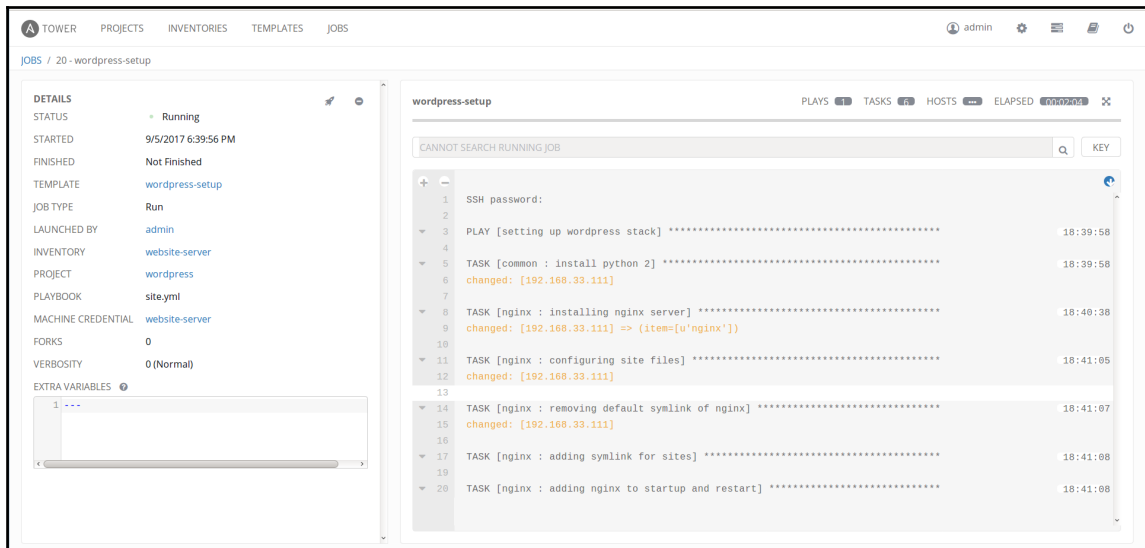 A TOWER PROJECTS INVENTORIES TEMPLATES JOBS admin
JOBS / 20 - wordpress-setup
DETAILS
STATUS Running
STARTED 9/5/2017 6:39:56 PM
FINISHED Not Finished
TEMPLATE wordpress-setup
JOB TYPE Run
LAUNCHED BY admin
INVENTORY website-server
PROJECT wordpress
PLAYBOOK site.yml
MACHINE CREDENTIAL website-server
FORKS 0
VERBOSITY 0 (Normal)
EXTRA VARIABLES ?
1 ---
wordpress-setup PLAYS 1 TASKS 6 HOSTS ... ELAPSED 00:02:04
CANNOT SEARCH RUNNING JOB KEY
1 SSH password:
2
3 PLAY [setting up wordpress stack] ********************************************** 18:39:58
4
5 TASK [common : install python 2] *********************************************** 18:39:58
6 changed: [192.168.33.111]
7
8 TASK [nginx : installing nginx server] ***************************************** 18:40:38
9 changed: [192.168.33.111] => (item=[u'nginx'])
10
11 TASK [nginx : configuring site files] ****************************************** 18:41:05
12 changed: [192.168.33.111]
13
14 TASK [nginx : removing default symlink of nginx] ******************************* 18:41:07
15 changed: [192.168.33.111]
16
17 TASK [nginx : adding symlink for sites] **************************************** 18:41:08
19
20 TASK [nginx : adding nginx to startup and restart] ***************************** 18:41:08